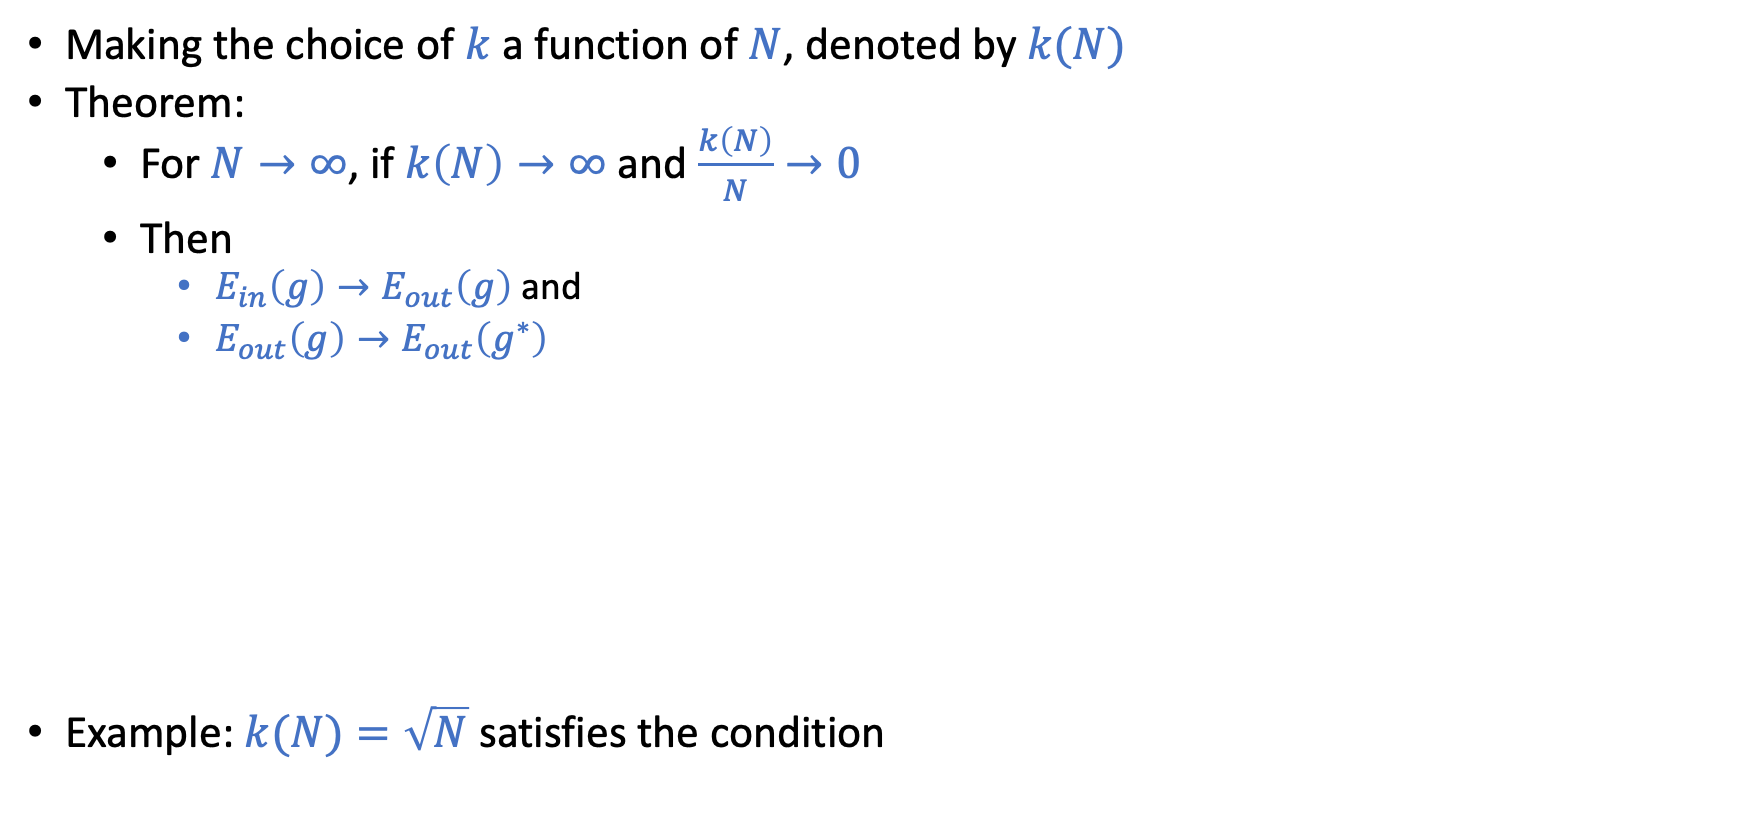 • Making the choice of k a function of N, denoted by k(N)
• Theorem:
• For N → ∞, if k(N) → ∞ and k(N)/N → 0
• Then
• E_in(g) → E_out(g) and
• E_out(g) → E_out(g*)
• Example: k(N) = √N satisfies the condition